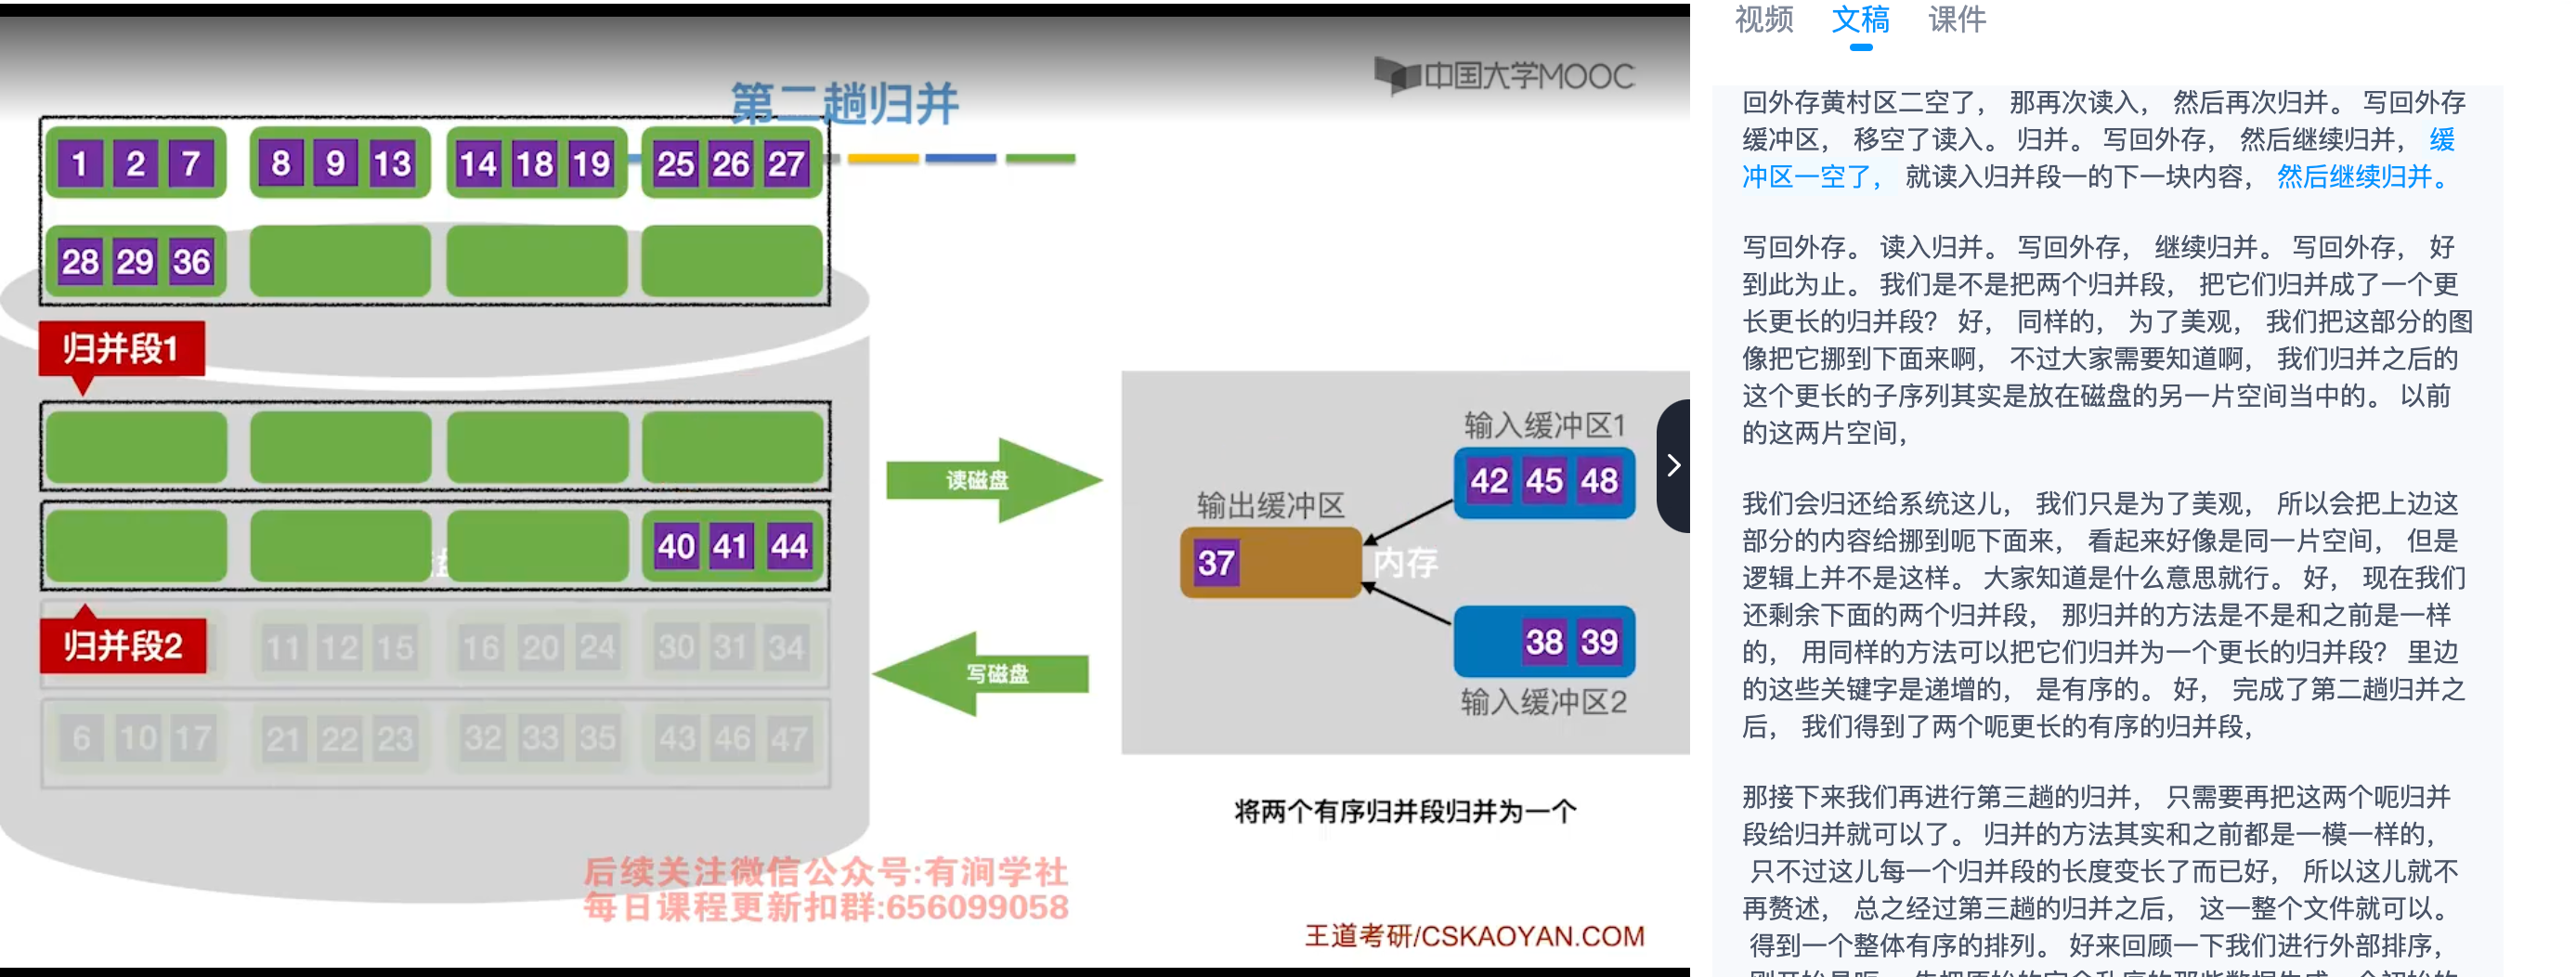 中国大学MOOC
第二趟归并
1 2 7 8 9 13 14 18 19 25 26 27
28 29 36
归并段1
40 41 44
归并段2
11 12 15 16 20 24 30 31 34
6 10 17 21 22 23 32 33 35 43 46 47
读磁盘
写磁盘
输入缓冲区1
42 45 48
输出缓冲区
37
内存
38 39
输入缓冲区2
将两个有序归并段归并为一个
后续关注微信公众号:有涧学社
每日课程更新扣群:656099058
王道考研/CSKAOYAN.COM
视频 文稿 课件
回外存黄村区二空了， 那再次读入， 然后再次归并。 写回外存
缓冲区， 移空了读入。 归并。 写回外存， 然后继续归并， 缓
冲区一空了， 就读入归并段一的下一块内容， 然后继续归并。
写回外存。 读入归并。 写回外存， 继续归并。 写回外存， 好
到此为止。 我们是不是把两个归并段， 把它们归并成了一个更
长更长的归并段？ 好， 同样的， 为了美观， 我们把这部分的图
像把它挪到下面来啊， 不过大家需要知道啊， 我们归并之后的
这个更长的子序列其实是放在磁盘的另一片空间当中的。 以前
的这两片空间，
我们会归还给系统这儿， 我们只是为了美观， 所以会把上边这
部分的内容给挪到呃下面来， 看起来好像是同一片空间， 但是
逻辑上并不是这样。 大家知道是什么意思就行。 好， 现在我们
还剩余下面的两个归并段， 那归并的方法是不是和之前是一样
的， 用同样的方法可以把它们归并为一个更长的归并段？ 里边
的这些关键字是递增的， 是有序的。 好， 完成了第二趟归并之
后， 我们得到了两个呃更长的有序的归并段，
那接下来我们再进行第三趟的归并， 只需要再把这两个呃归并
段给归并就可以了。 归并的方法其实和之前都是一模一样的，
只不过这儿每一个归并段的长度变长了而已好， 所以这儿就不
再赘述， 总之经过第三趟的归并之后， 这一整个文件就可以。
得到一个整体有序的排列。 好来回顾一下我们进行外部排序，